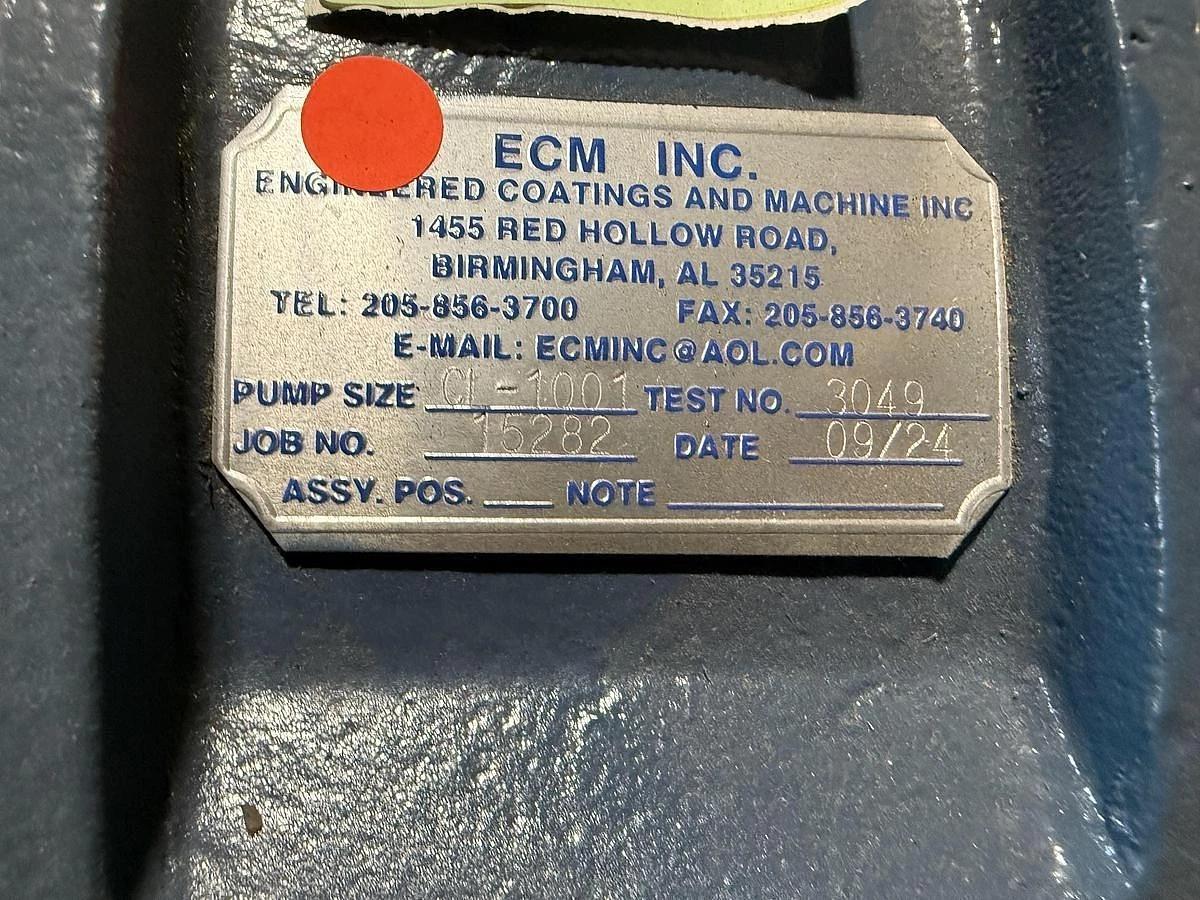 ECM INC.
ENGINEERED COATINGS AND MACHINE INC
1455 RED HOLLOW ROAD,
BIRMINGHAM, AL 35215
TEL: 205-856-3700 FAX: 205-856-3740
E-MAIL: ECMINC@AOL.COM
PUMP SIZE CL-1001 TEST NO. 3049
JOB NO. 15282 DATE 09/24
ASSY. POS. NOTE